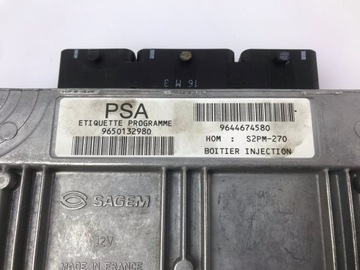 16 M 3
PSA
ETIQUETTE PROGRAMME
9650132980
9644674580
HOM : S2PM-270
BOITIER INJECTION
SAGEM
12V
MADE IN FRANCE